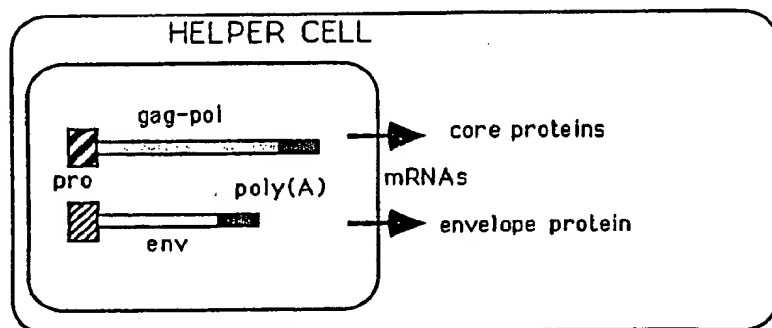 HELPER CELL
gag-pol
core proteins
pro
poly(A)
mRNAs
env
envelope protein